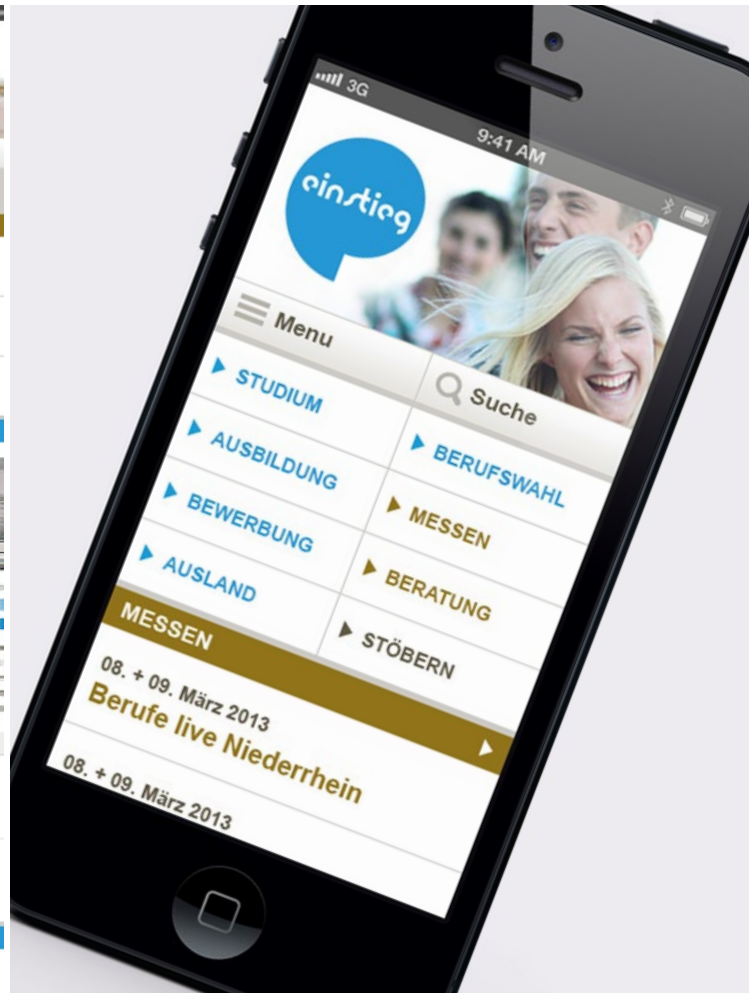 3G
9:41 AM
einstieg
Menu
Suche
STUDIUM
BERUFSWAHL
AUSBILDUNG
MESSEN
BEWERBUNG
BERATUNG
AUSLAND
STÖBERN
MESSEN
08. + 09. März 2013
Berufe live Niederrhein
08. + 09. März 2013